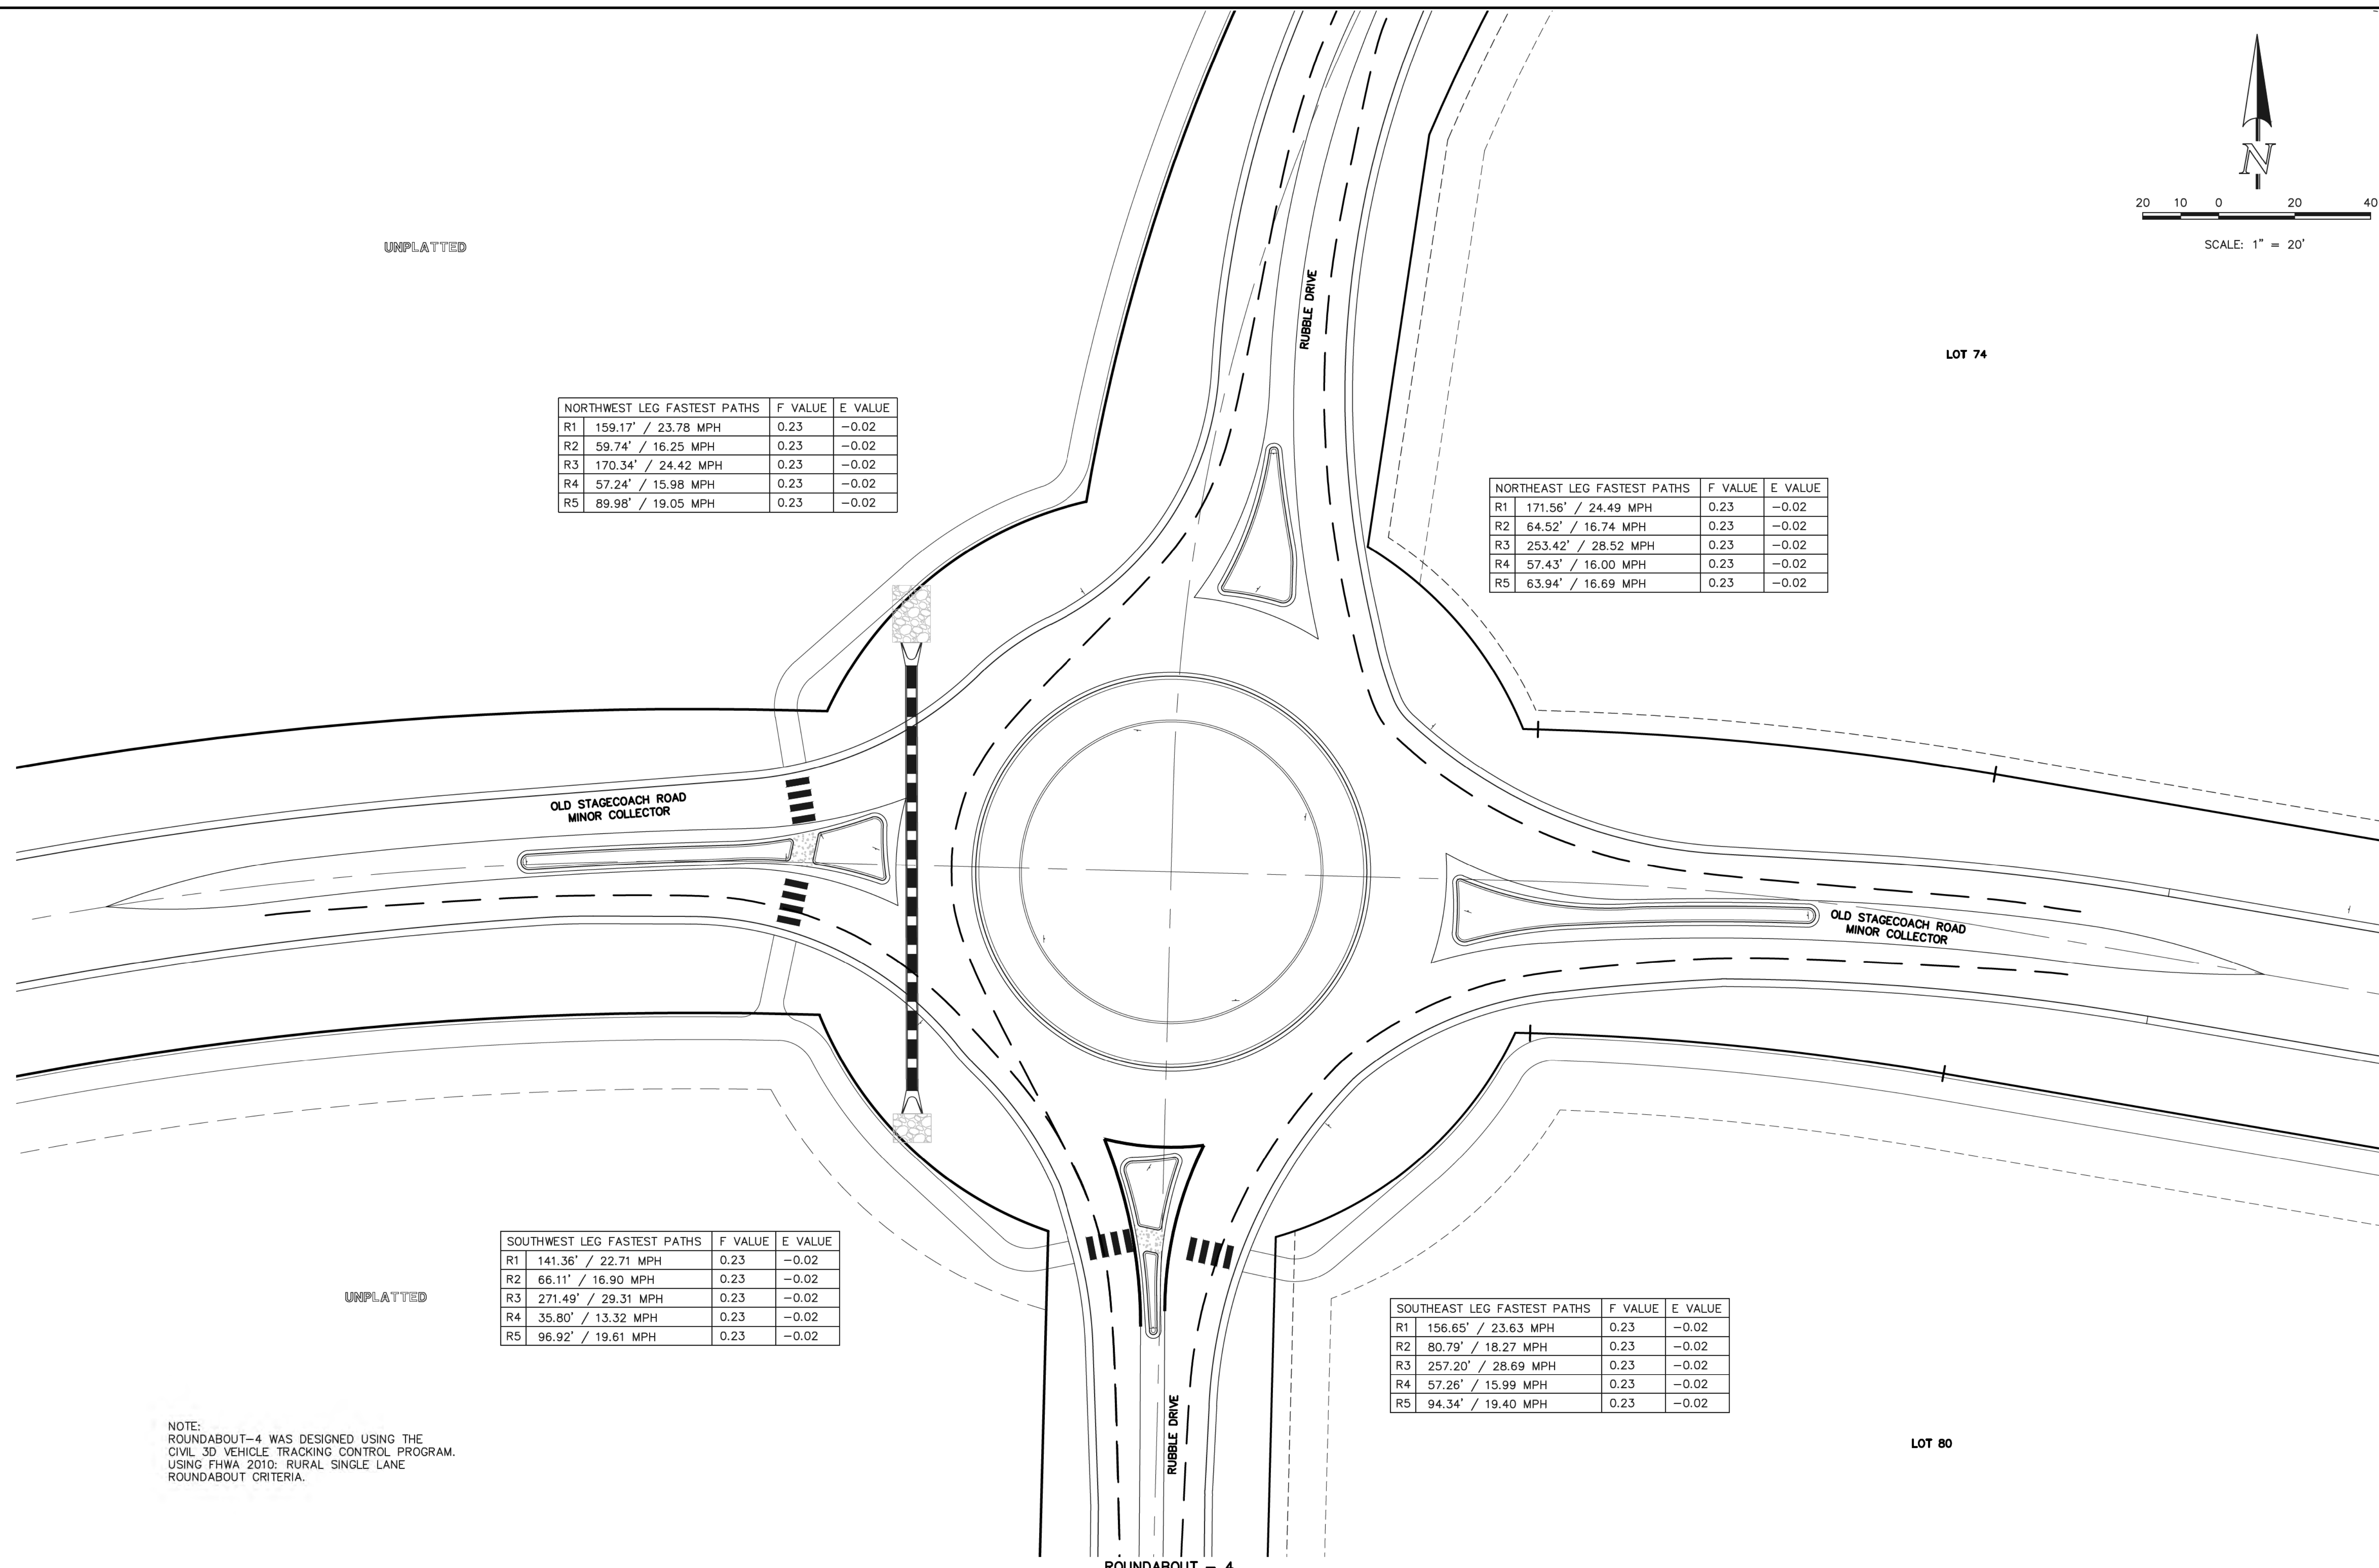 N
20 10 0 20 40
SCALE: 1" = 20'
UNPLATTED
RUBBLE DRIVE
LOT 74
NORTHWEST LEG FASTEST PATHS F VALUE E VALUE
R1 159.17' / 23.78 MPH 0.23 −0.02
R2 59.74' / 16.25 MPH 0.23 −0.02
R3 170.34' / 24.42 MPH 0.23 −0.02
R4 57.24' / 15.98 MPH 0.23 −0.02
R5 89.98' / 19.05 MPH 0.23 −0.02
NORTHEAST LEG FASTEST PATHS F VALUE E VALUE
R1 171.56' / 24.49 MPH 0.23 −0.02
R2 64.52' / 16.74 MPH 0.23 −0.02
R3 253.42' / 28.52 MPH 0.23 −0.02
R4 57.43' / 16.00 MPH 0.23 −0.02
R5 63.94' / 16.69 MPH 0.23 −0.02
OLD STAGECOACH ROAD
MINOR COLLECTOR
OLD STAGECOACH ROAD
MINOR COLLECTOR
SOUTHWEST LEG FASTEST PATHS F VALUE E VALUE
R1 141.36' / 22.71 MPH 0.23 −0.02
R2 66.11' / 16.90 MPH 0.23 −0.02
R3 271.49' / 29.31 MPH 0.23 −0.02
R4 35.80' / 13.32 MPH 0.23 −0.02
R5 96.92' / 19.61 MPH 0.23 −0.02
UNPLATTED
SOUTHEAST LEG FASTEST PATHS F VALUE E VALUE
R1 156.65' / 23.63 MPH 0.23 −0.02
R2 80.79' / 18.27 MPH 0.23 −0.02
R3 257.20' / 28.69 MPH 0.23 −0.02
R4 57.26' / 15.99 MPH 0.23 −0.02
R5 94.34' / 19.40 MPH 0.23 −0.02
RUBBLE DRIVE
NOTE:
ROUNDABOUT−4 WAS DESIGNED USING THE
CIVIL 3D VEHICLE TRACKING CONTROL PROGRAM.
USING FHWA 2010: RURAL SINGLE LANE
ROUNDABOUT CRITERIA.
LOT 80
ROUNDABOUT − 4